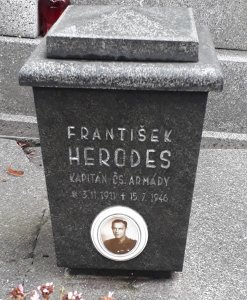 FRANTIŠEK
HERODES
KAPITÁN ČS. ARMÁDY
* 3.11.1911 + 15.7.1946